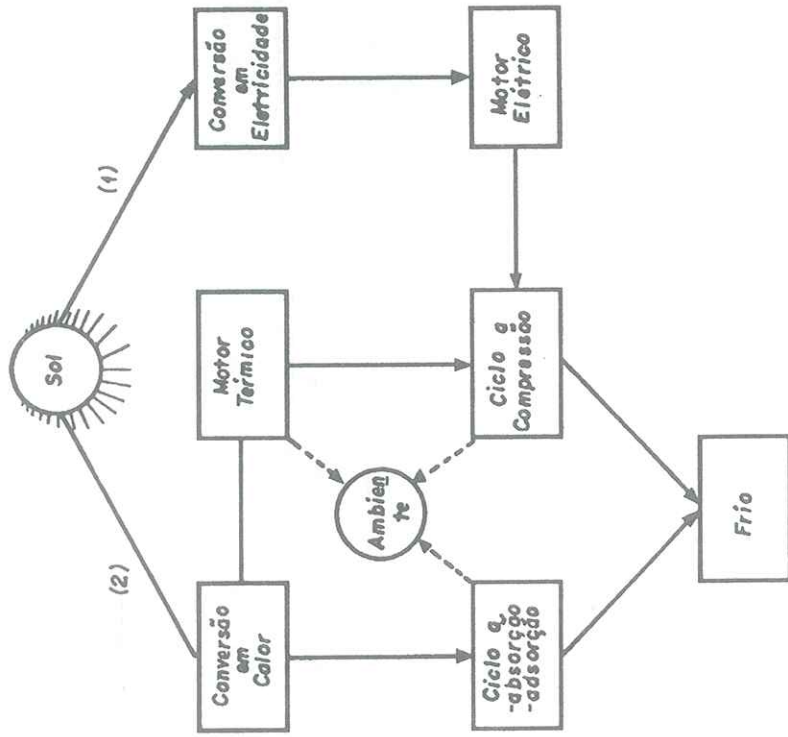 Sol
(2)
(1)
Conversão
em
Calor
Motor
Térmico
Conversão
em
Eletricidade
Ambien
te
Ciclo a
-absorção
-adsorção
Ciclo a
Compressão
Motor
Elétrico
Frio